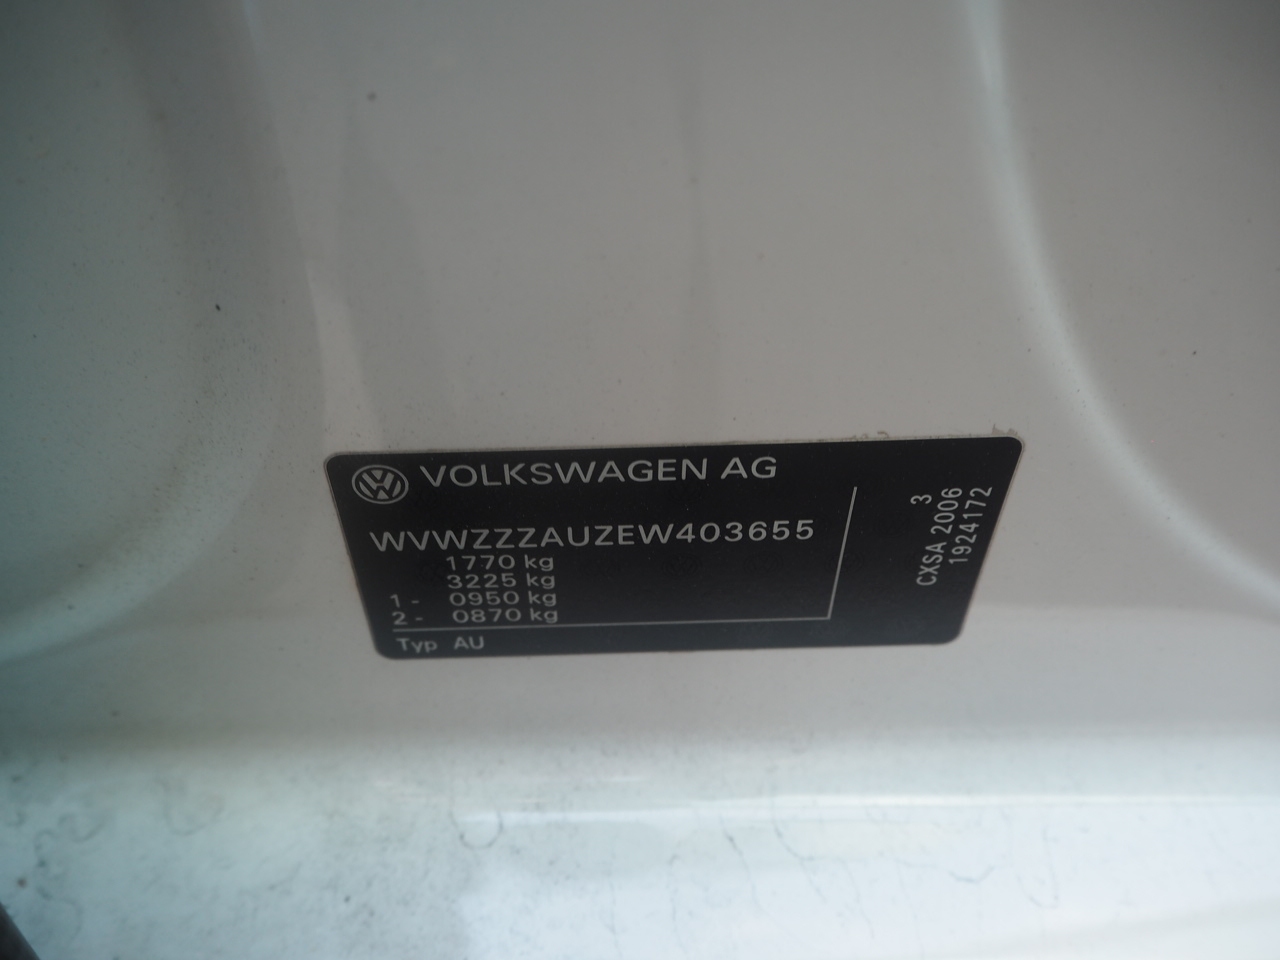 VOLKSWAGEN AG
WVWZZZAUZEW403655
1770 kg
3225 kg
1 - 0950 kg
2 - 0870 kg
Typ AU
3
CXSA 2006
1924172